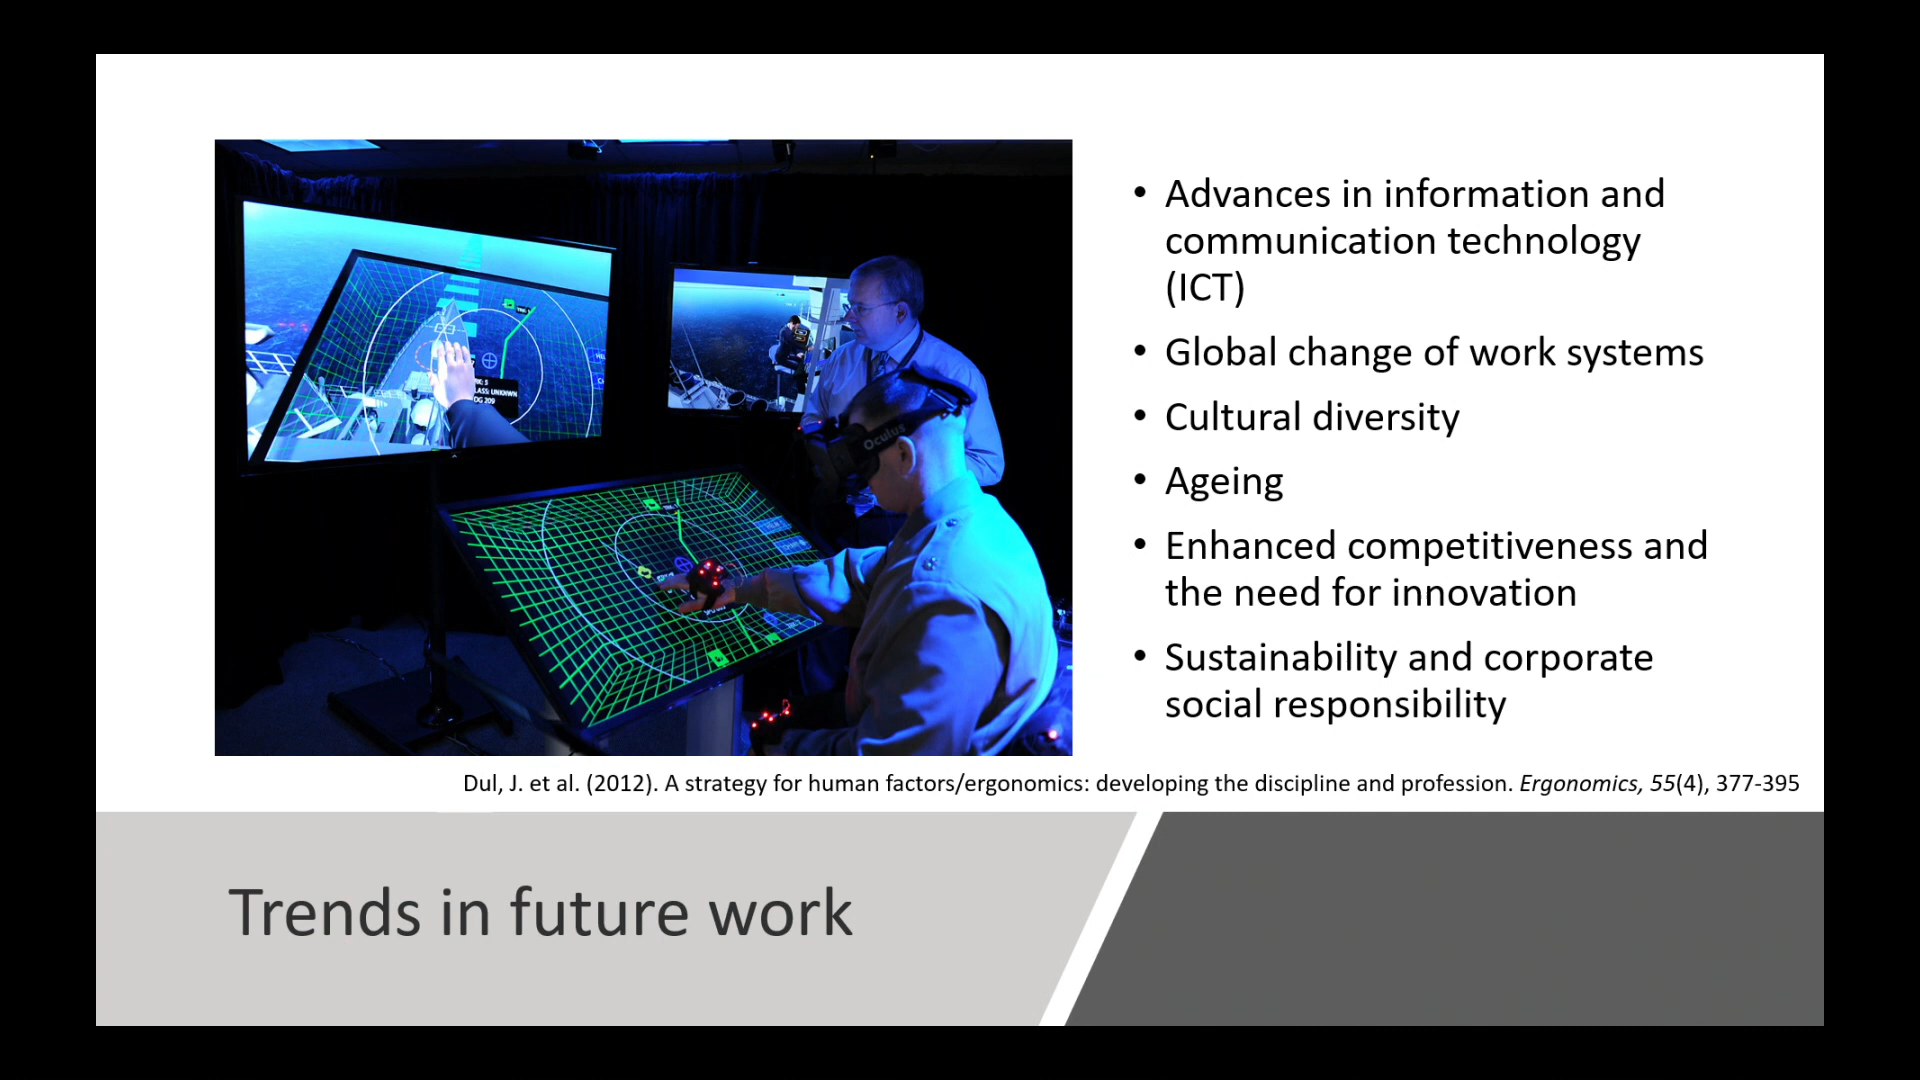 • Advances in information and
communication technology
(ICT)
• Global change of work systems
• Cultural diversity
• Ageing
• Enhanced competitiveness and
the need for innovation
• Sustainability and corporate
social responsibility
Oculus
Dul, J. et al. (2012). A strategy for human factors/ergonomics: developing the discipline and profession. Ergonomics, 55(4), 377-395
Trends in future work